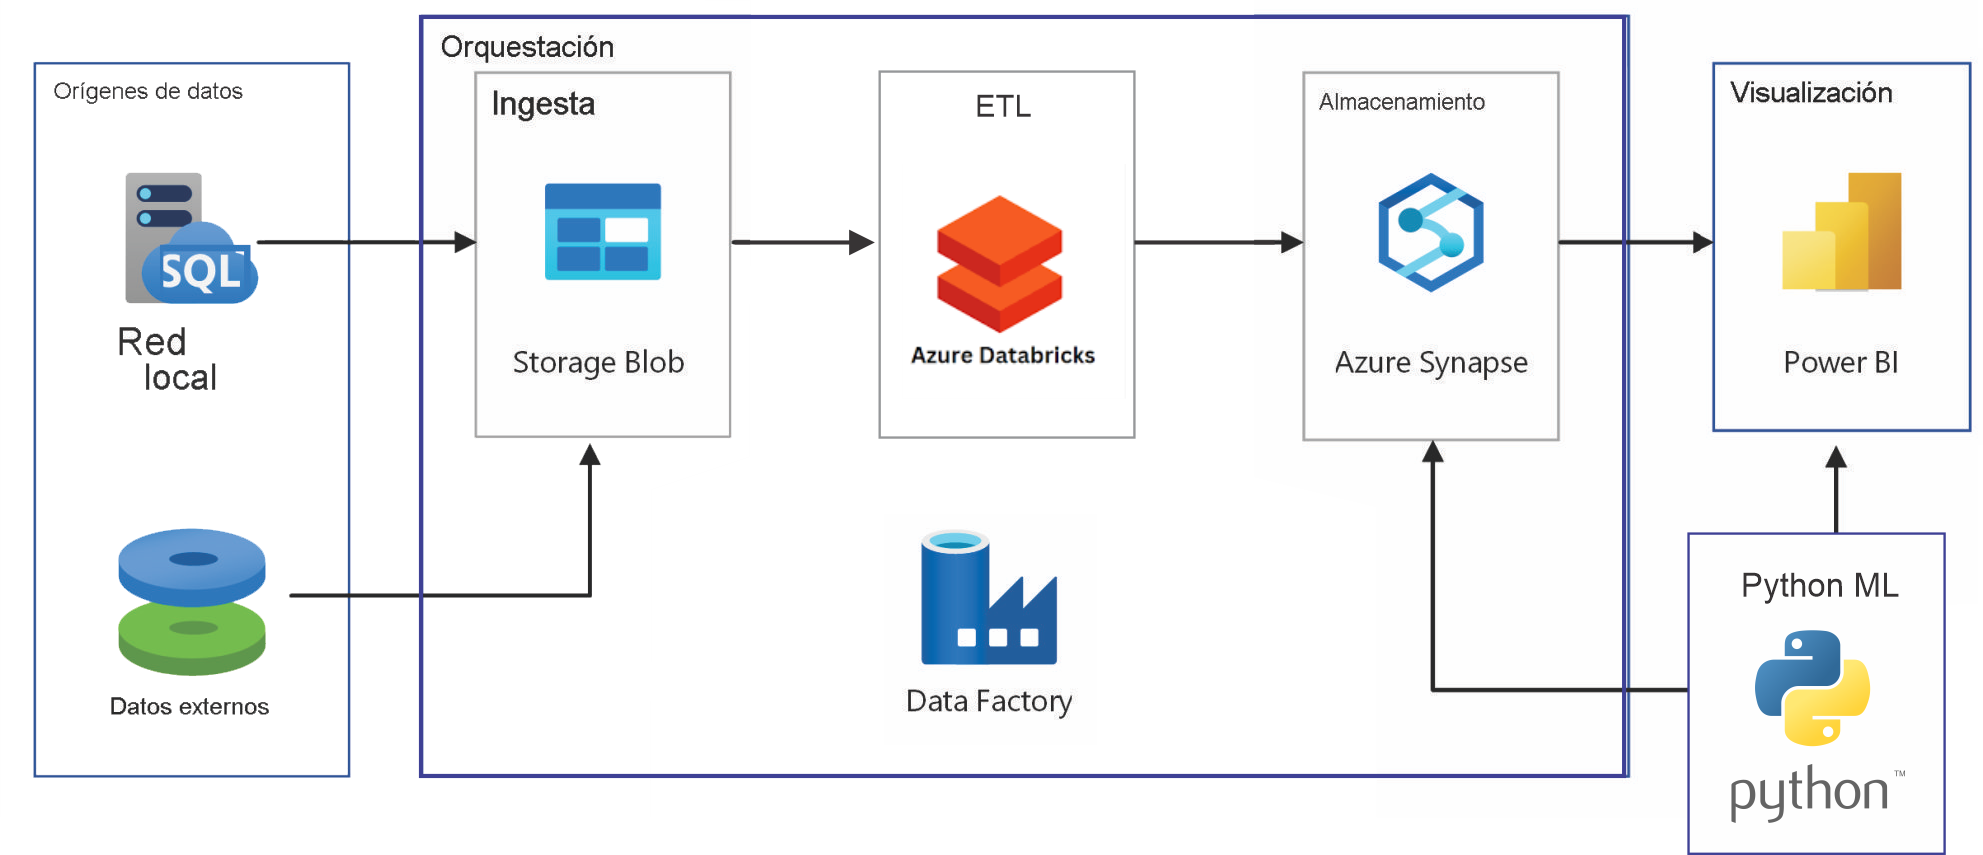 Orígenes de datos
SQL
Red
local
Datos externos
Orquestación
Ingesta
Storage Blob
ETL
Azure Databricks
Data Factory
Almacenamiento
Azure Synapse
Visualización
Power BI
Python ML
python™